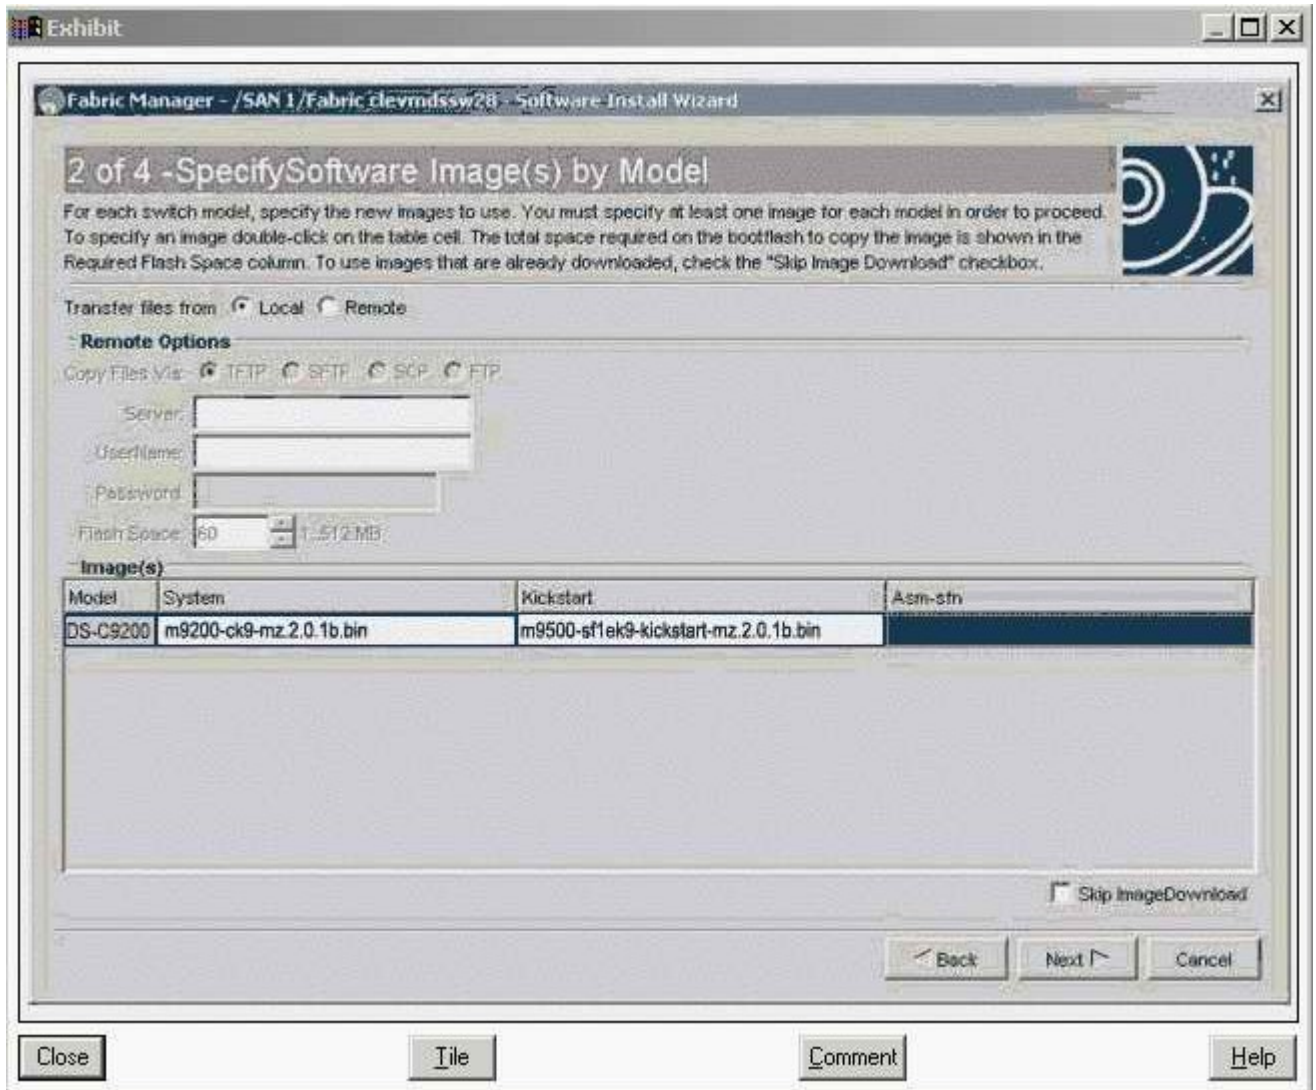 Exhibit
Fabric Manager - /SAN 1/Fabric clevmdssw28 - Software Install Wizard
2 of 4 -SpecifySoftware Image(s) by Model
For each switch model, specify the new images to use. You must specify at least one image for each model in order to proceed.
To specify an image double-click on the table cell. The total space required on the bootflash to copy the image is shown in the
Required Flash Space column. To use images that are already downloaded, check the "Skip Image Download" checkbox.
Transfer files from Local Remote
Remote Options
Copy Files Via: TFTP SFTP SCP FTP
Server:
UserName:
Password
Flash Space: 60 1..512 MB
Image(s)
Model System Kickstart Asm-sfn
DS-C9200 m9200-ck9-mz.2.0.1b.bin m9500-sf1ek9-kickstart-mz.2.0.1b.bin
Skip ImageDownload
Back Next Cancel
Close Tile Comment Help